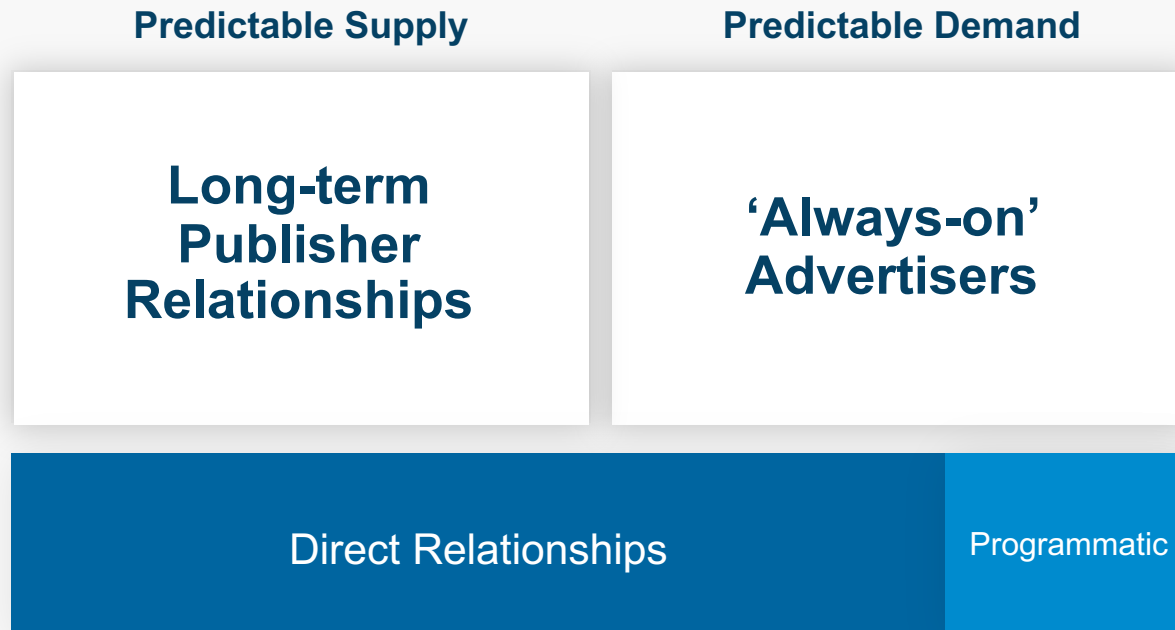 Predictable Supply
Predictable Demand
Long-term
Publisher
Relationships
‘Always-on’
Advertisers
Direct Relationships
Programmatic